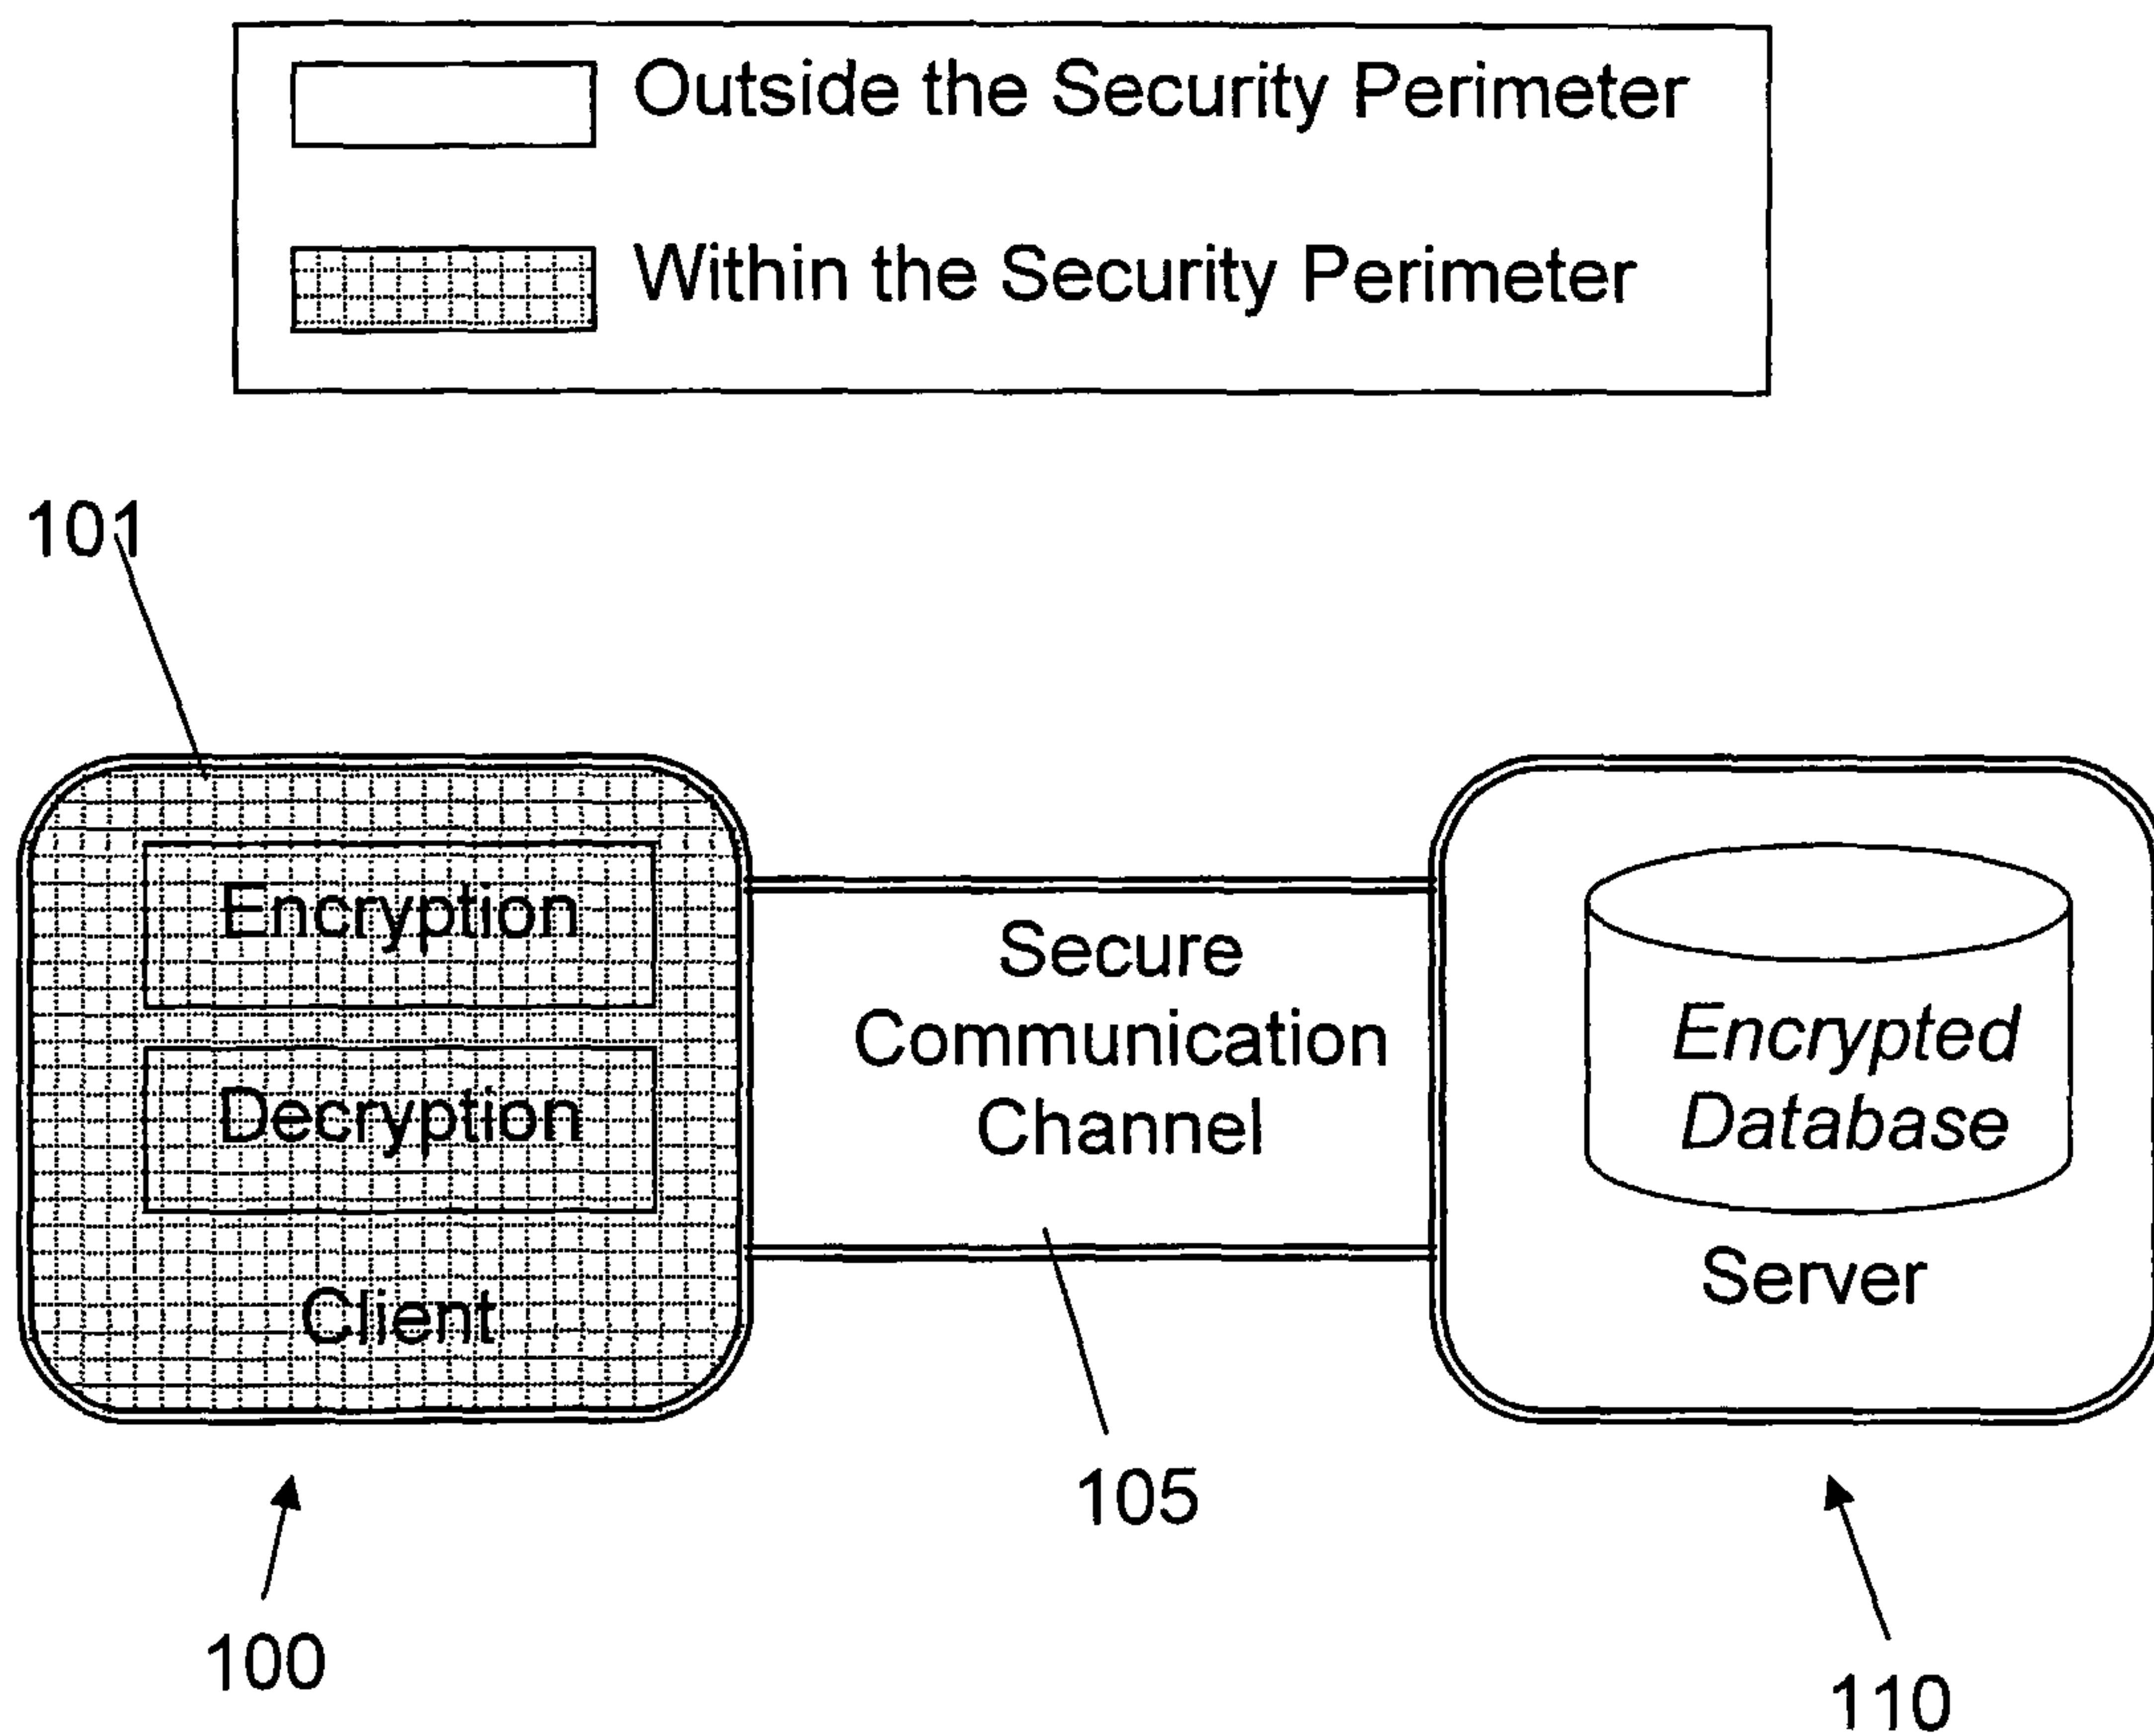 Outside the Security Perimeter
Within the Security Perimeter
101
Encryption
Decryption
Client
Secure
Communication
Channel
Encrypted
Database
Server
105
100
110